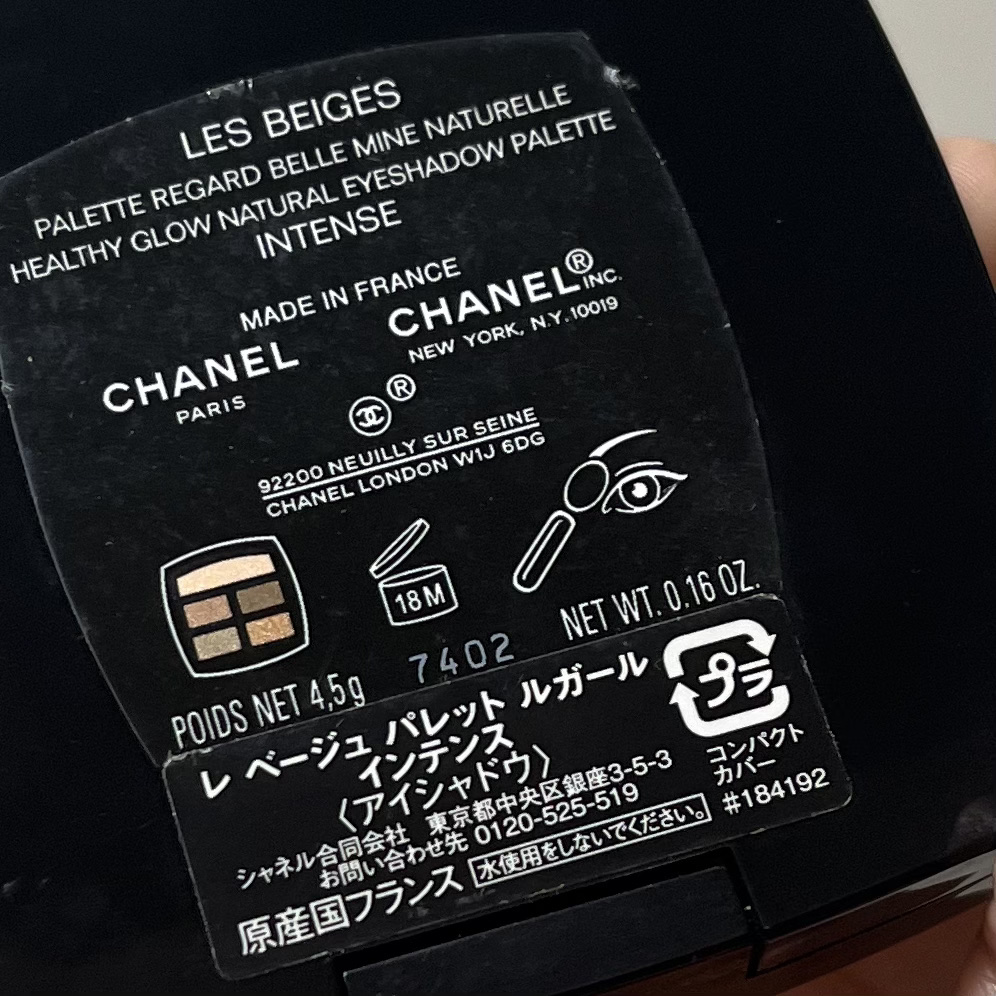 LES BEIGES
PALETTE REGARD BELLE MINE NATURELLE
HEALTHY GLOW NATURAL EYESHADOW PALETTE
INTENSE
MADE IN FRANCE
CHANEL
PARIS
CHANEL® INC.
NEW YORK, N.Y. 10019
®
92200 NEUILLY SUR SEINE
CHANEL LONDON W1J 6DG
18M
POIDS NET 4,5g
7402
NET WT. 0.16 OZ.
レ ベージュ パレット ルガール
インテンス
〈アイシャドウ〉
シャネル合同会社 東京都中央区銀座3-5-3
お問い合わせ先 0120-525-519
原産国フランス
水使用をしないでください。
プラ
コンパクト
カバー
#184192